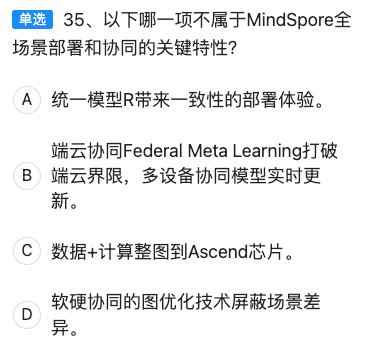 单选 35、以下哪一项不属于MindSpore全
场景部署和协同的关键特性?
A 统一模型R带来一致性的部署体验。
端云协同Federal Meta Learning打破
B 端云界限，多设备协同模型实时更
新。
C 数据+计算整图到Ascend芯片。
软硬协同的图优化技术屏蔽场景差
D 异。